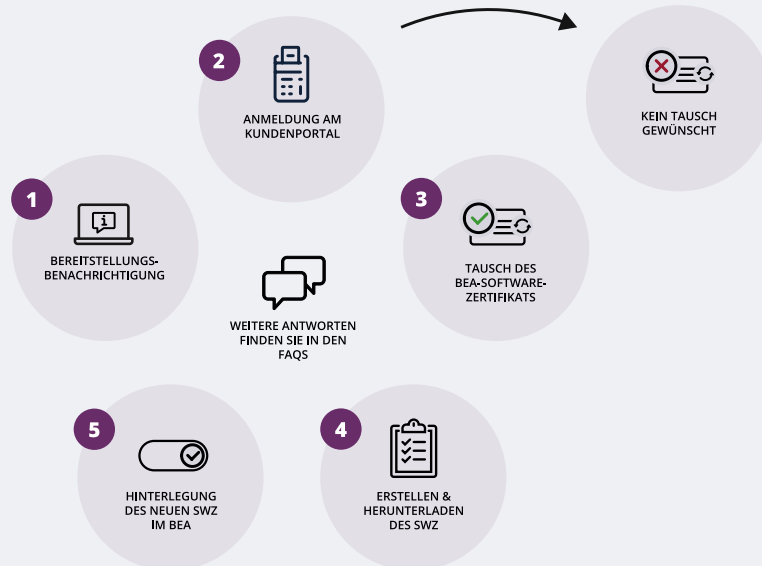 1
BEREITSTELLUNGS-
BENACHRICHTIGUNG
2
ANMELDUNG AM
KUNDENPORTAL
KEIN TAUSCH
GEWÜNSCHT
3
TAUSCH DES
BEA-SOFTWARE-
ZERTIFIKATS
4
ERSTELLEN &
HERUNTERLADEN
DES SWZ
5
HINTERLEGUNG
DES NEUEN SWZ
IM BEA
WEITERE ANTWORTEN
FINDEN SIE IN DEN
FAQS